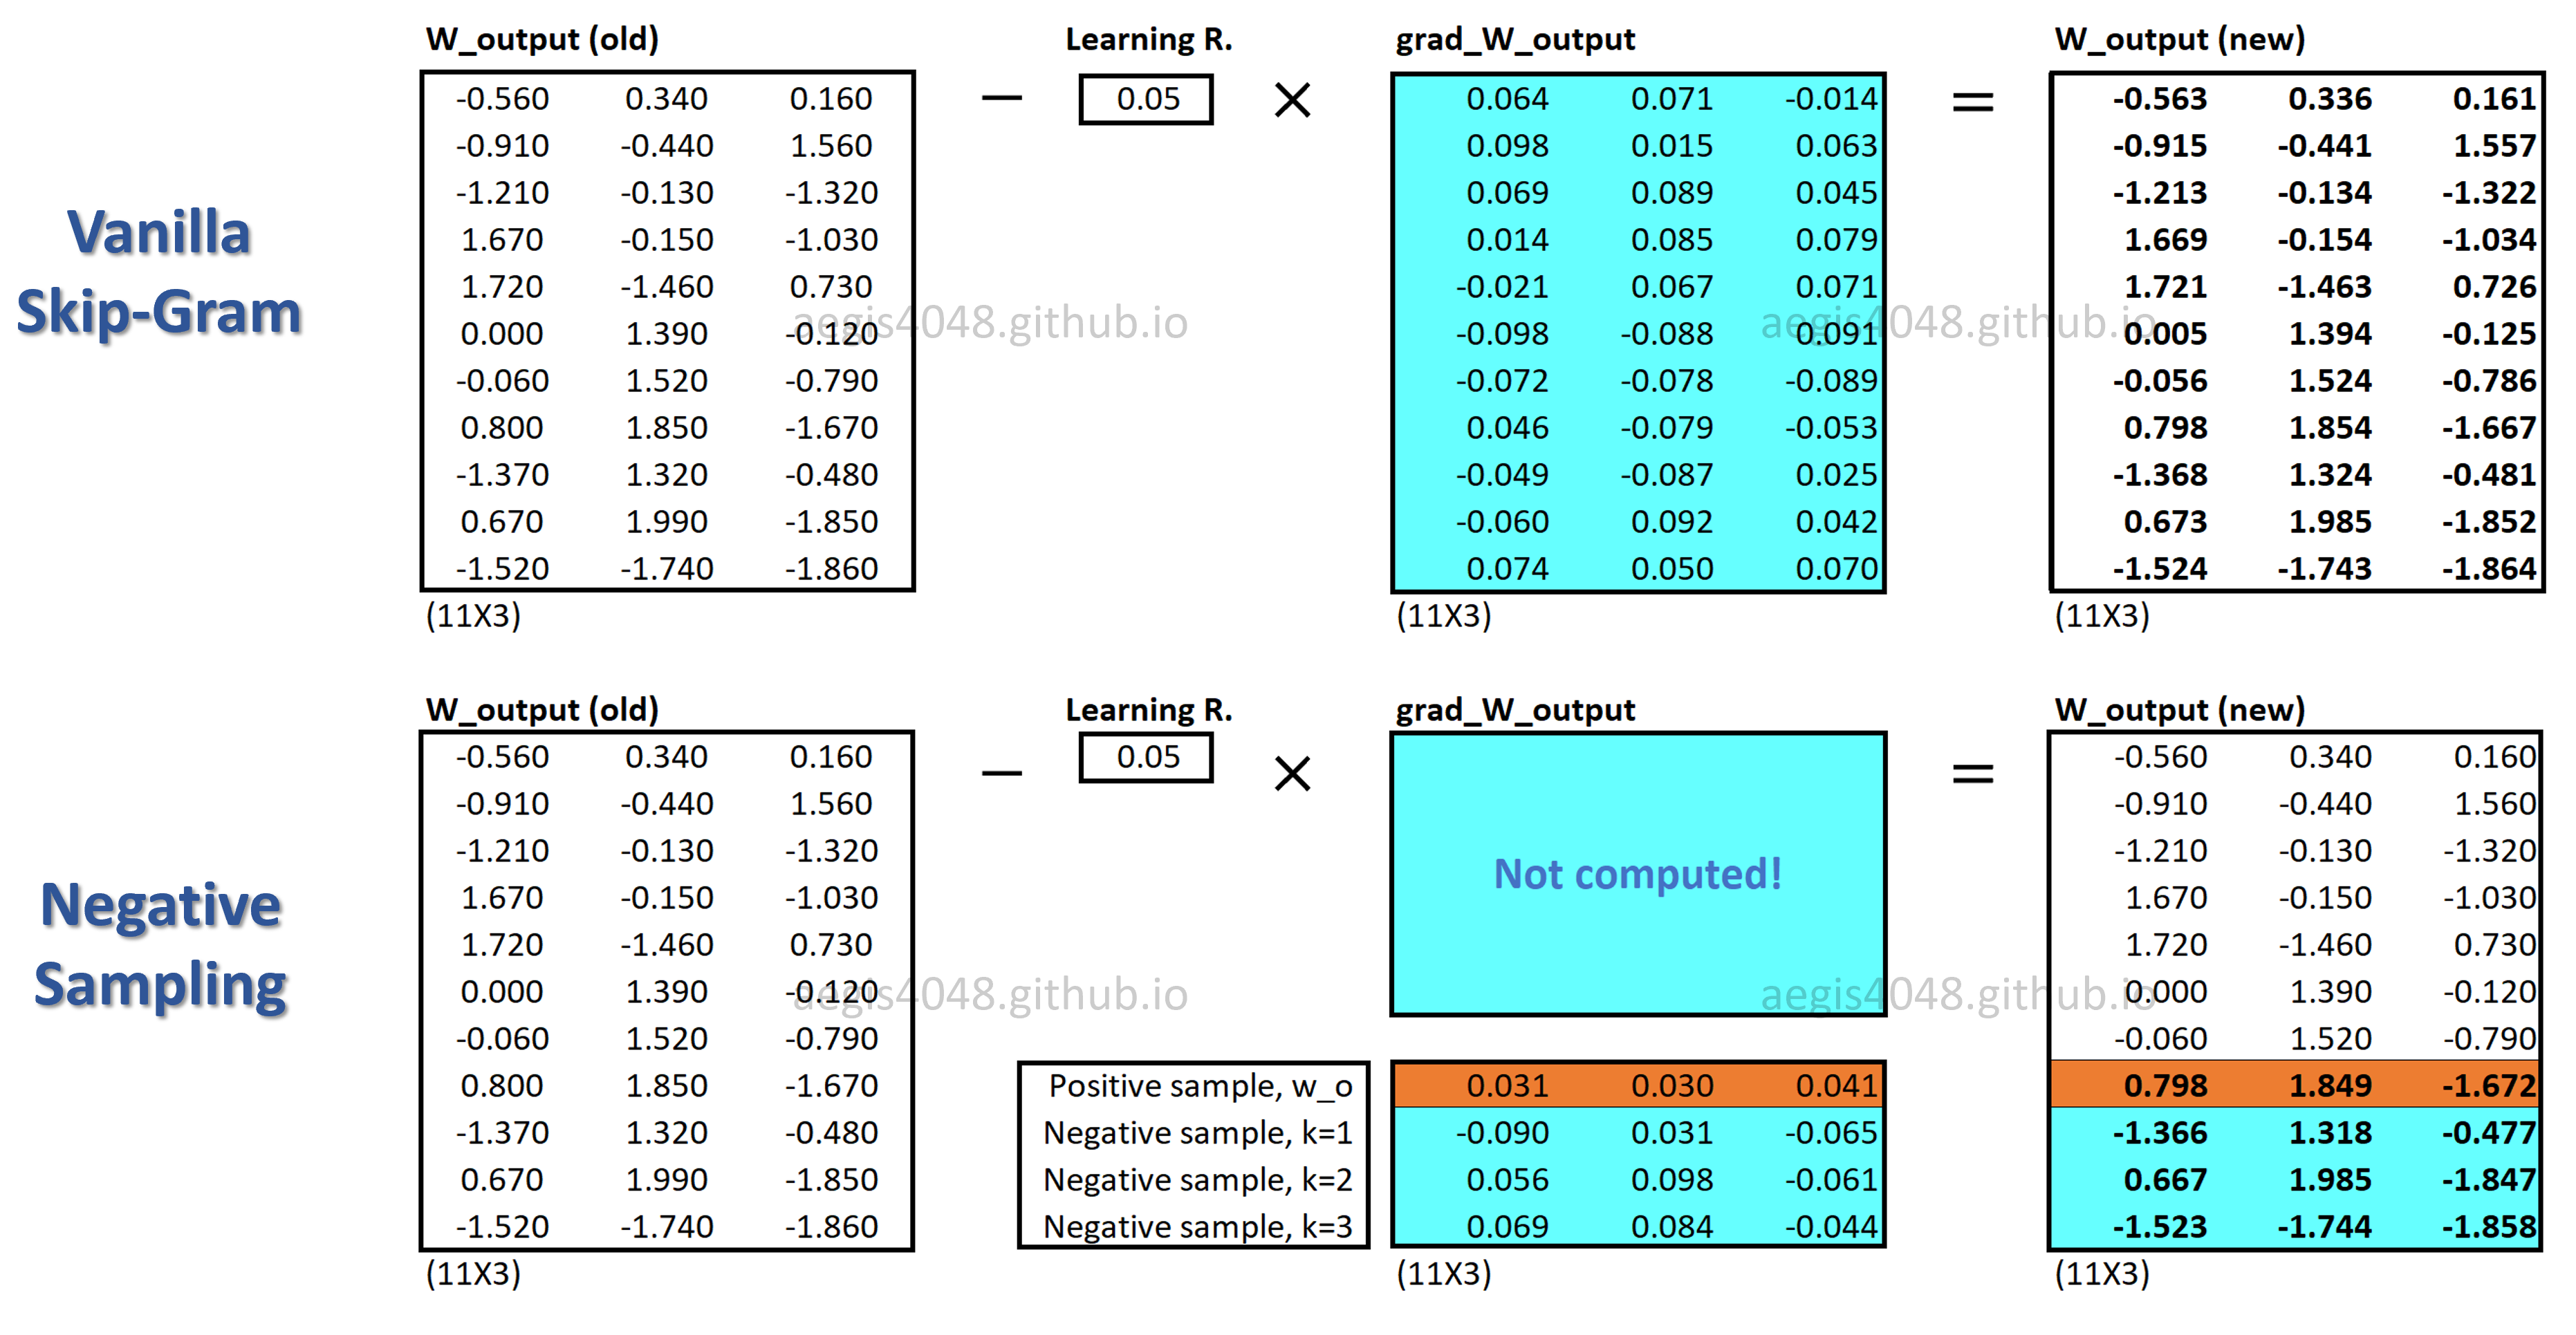 W_output (old) Learning R. grad_W_output W_output (new)
-0.560 0.340 0.160 − 0.05 × 0.064 0.071 -0.014 = -0.563 0.336 0.161
-0.910 -0.440 1.560 0.098 0.015 0.063 -0.915 -0.441 1.557
-1.210 -0.130 -1.320 0.069 0.089 0.045 -1.213 -0.134 -1.322
Vanilla
1.670 -0.150 -1.030 0.014 0.085 0.079 1.669 -0.154 -1.034
1.720 -1.460 0.730 -0.021 0.067 0.071 1.721 -1.463 0.726
Skip-Gram
aegis4048.github.io aegis4048.github.io
0.000 1.390 -0.120 -0.098 -0.088 0.091 0.005 1.394 -0.125
-0.060 1.520 -0.790 -0.072 -0.078 -0.089 -0.056 1.524 -0.786
0.800 1.850 -1.670 0.046 -0.079 -0.053 0.798 1.854 -1.667
-1.370 1.320 -0.480 -0.049 -0.087 0.025 -1.368 1.324 -0.481
0.670 1.990 -1.850 -0.060 0.092 0.042 0.673 1.985 -1.852
-1.520 -1.740 -1.860 0.074 0.050 0.070 -1.524 -1.743 -1.864
(11X3) (11X3) (11X3)
W_output (old) Learning R. grad_W_output W_output (new)
-0.560 0.340 0.160 − 0.05 × = -0.560 0.340 0.160
-0.910 -0.440 1.560 -0.910 -0.440 1.560
-1.210 -0.130 -1.320 Not computed! -1.210 -0.130 -1.320
Negative
1.670 -0.150 -1.030 1.670 -0.150 -1.030
1.720 -1.460 0.730 1.720 -1.460 0.730
Sampling
aegis4048.github.io aegis4048.github.io
0.000 1.390 -0.120 0.000 1.390 -0.120
-0.060 1.520 -0.790 -0.060 1.520 -0.790
0.800 1.850 -1.670 Positive sample, w_o 0.031 0.030 0.041 0.798 1.849 -1.672
-1.370 1.320 -0.480 Negative sample, k=1 -0.090 0.031 -0.065 -1.366 1.318 -0.477
0.670 1.990 -1.850 Negative sample, k=2 0.056 0.098 -0.061 0.667 1.985 -1.847
-1.520 -1.740 -1.860 Negative sample, k=3 0.069 0.084 -0.044 -1.523 -1.744 -1.858
(11X3) (11X3) (11X3)